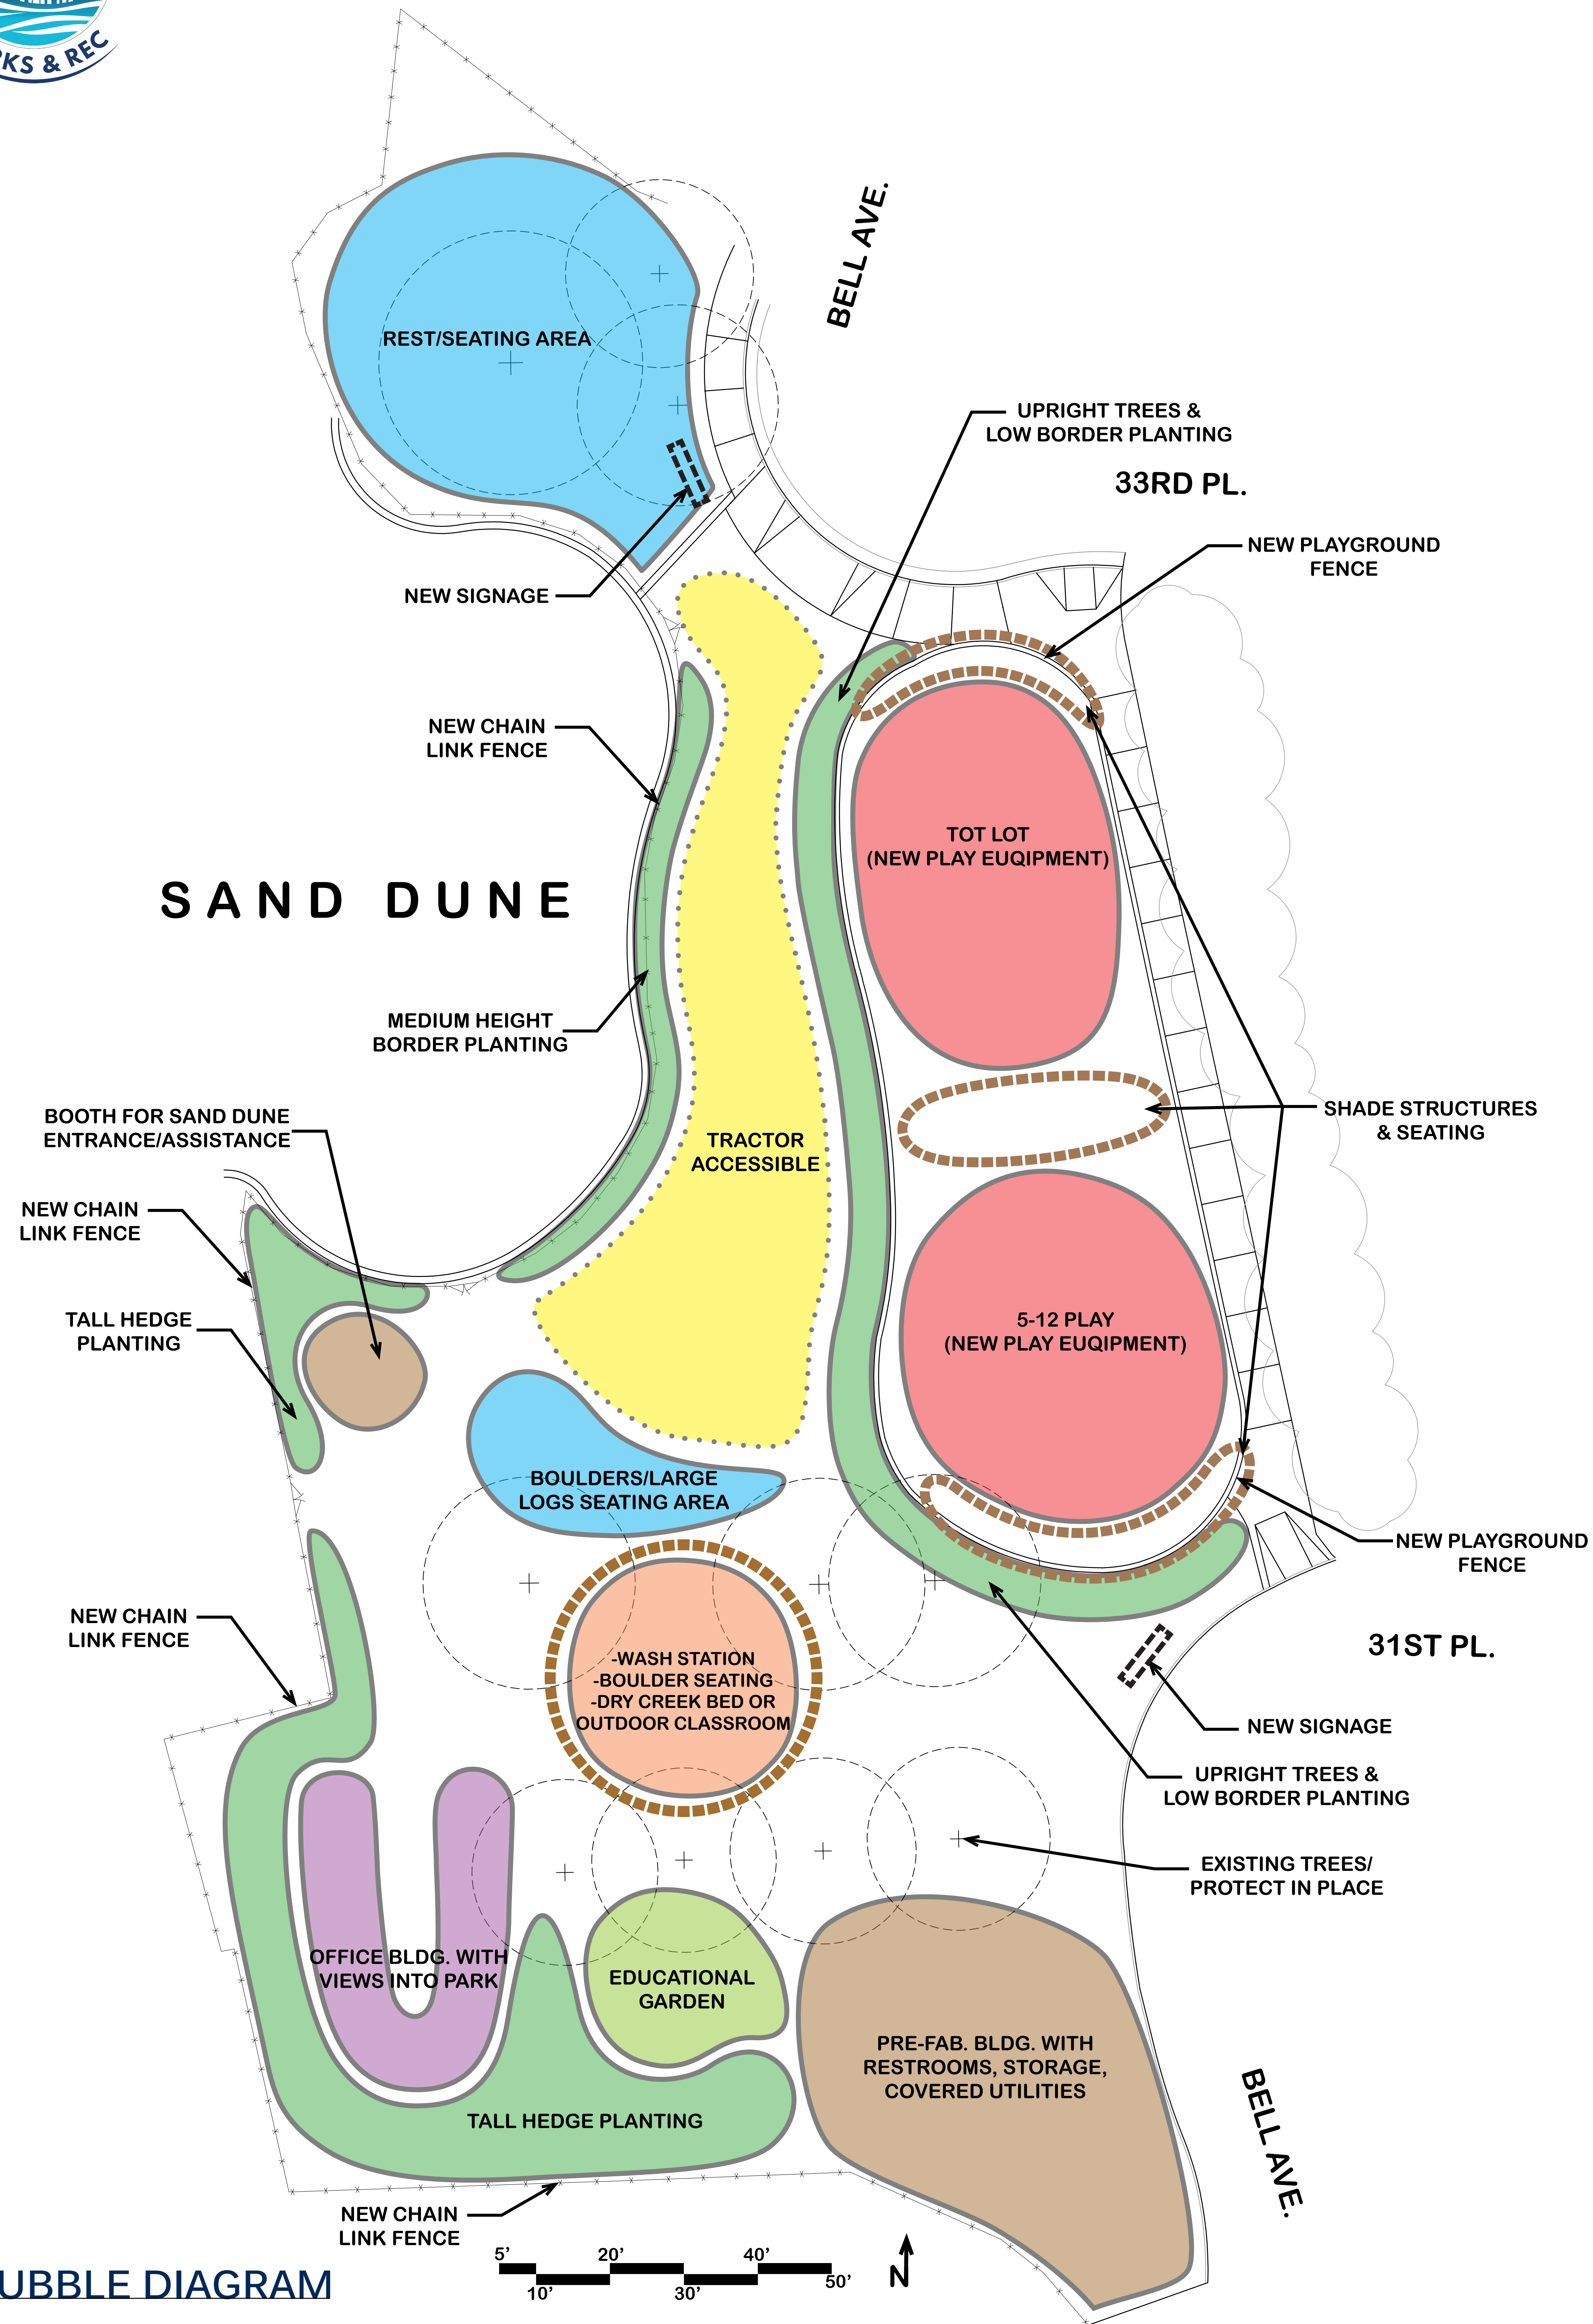 KS & REC
BELL AVE.
REST/SEATING AREA
UPRIGHT TREES &
LOW BORDER PLANTING
33RD PL.
NEW PLAYGROUND
FENCE
NEW SIGNAGE
NEW CHAIN
LINK FENCE
TOT LOT
(NEW PLAY EUQIPMENT)
SAND DUNE
MEDIUM HEIGHT
BORDER PLANTING
BOOTH FOR SAND DUNE
ENTRANCE/ASSISTANCE
TRACTOR
ACCESSIBLE
SHADE STRUCTURES
& SEATING
NEW CHAIN
LINK FENCE
TALL HEDGE
PLANTING
5-12 PLAY
(NEW PLAY EUQIPMENT)
BOULDERS/LARGE
LOGS SEATING AREA
NEW PLAYGROUND
FENCE
NEW CHAIN
LINK FENCE
-WASH STATION
-BOULDER SEATING
-DRY CREEK BED OR
OUTDOOR CLASSROOM
31ST PL.
NEW SIGNAGE
UPRIGHT TREES &
LOW BORDER PLANTING
EXISTING TREES/
PROTECT IN PLACE
OFFICE BLDG. WITH
VIEWS INTO PARK
EDUCATIONAL
GARDEN
PRE-FAB. BLDG. WITH
RESTROOMS, STORAGE,
COVERED UTILITIES
TALL HEDGE PLANTING
BELL AVE.
NEW CHAIN
LINK FENCE
5' 20' 40'
10' 30' 50'
N
UBBLE DIAGRAM